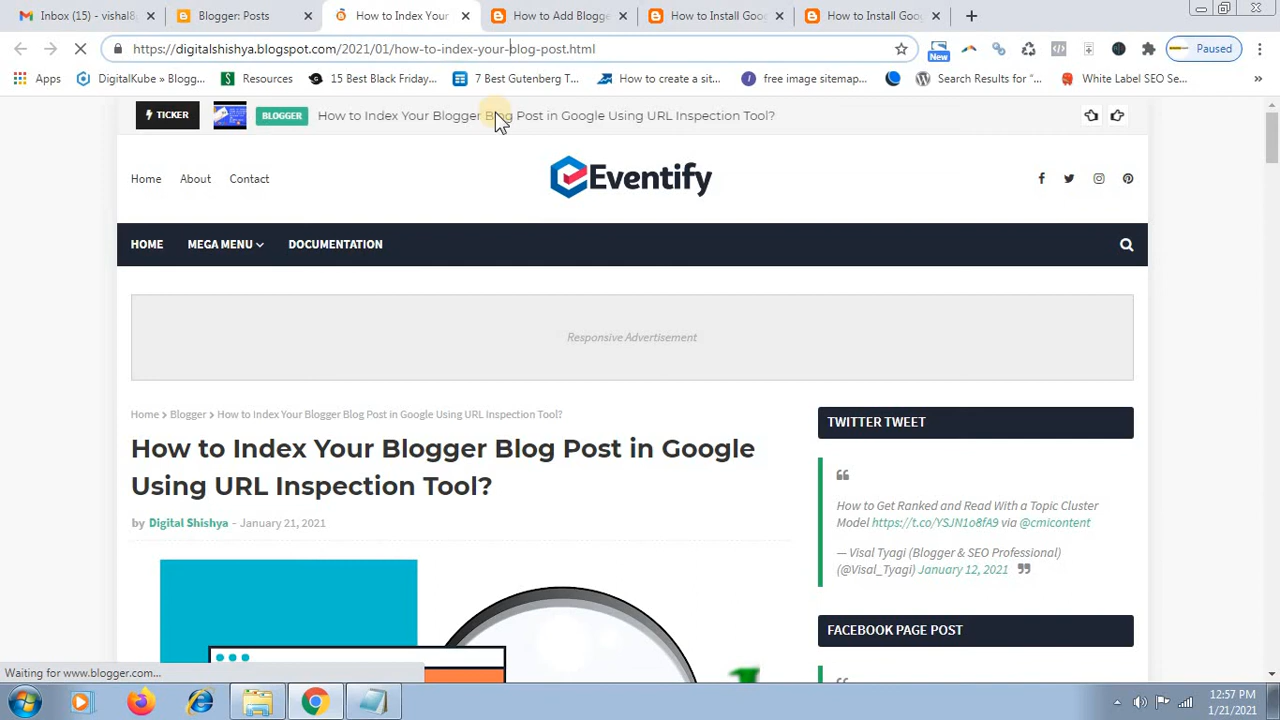 Inbox (15) - vishal8
Blogger: Posts
How to Index Your
How to Add Blogge
How to Install Goo
How to Install Goo
https://digitalshishya.blogspot.com/2021/01/how-to-index-your-blog-post.html
New
Paused
Apps
DigitalKube » Blogg...
Resources
15 Best Black Friday...
7 Best Gutenberg T...
How to create a sit...
free image sitemap...
Search Results for “...
White Label SEO Se...
»
TICKER
BLOGGER
How to Index Your Blogger Blog Post in Google Using URL Inspection Tool?
Home
About
Contact
Eventify
HOME
MEGA MENU
DOCUMENTATION
Responsive Advertisement
Home > Blogger > How to Index Your Blogger Blog Post in Google Using URL Inspection Tool?
How to Index Your Blogger Blog Post in Google
Using URL Inspection Tool?
by Digital Shishya - January 21, 2021
TWITTER TWEET
How to Get Ranked and Read With a Topic Cluster
Model https://t.co/YSJN1o8fA9 via @cmicontent
— Visal Tyagi (Blogger & SEO Professional)
(@Visal_Tyagi) January 12, 2021
FACEBOOK PAGE POST
Waiting for www.blogger.com...
12:57 PM
1/21/2021